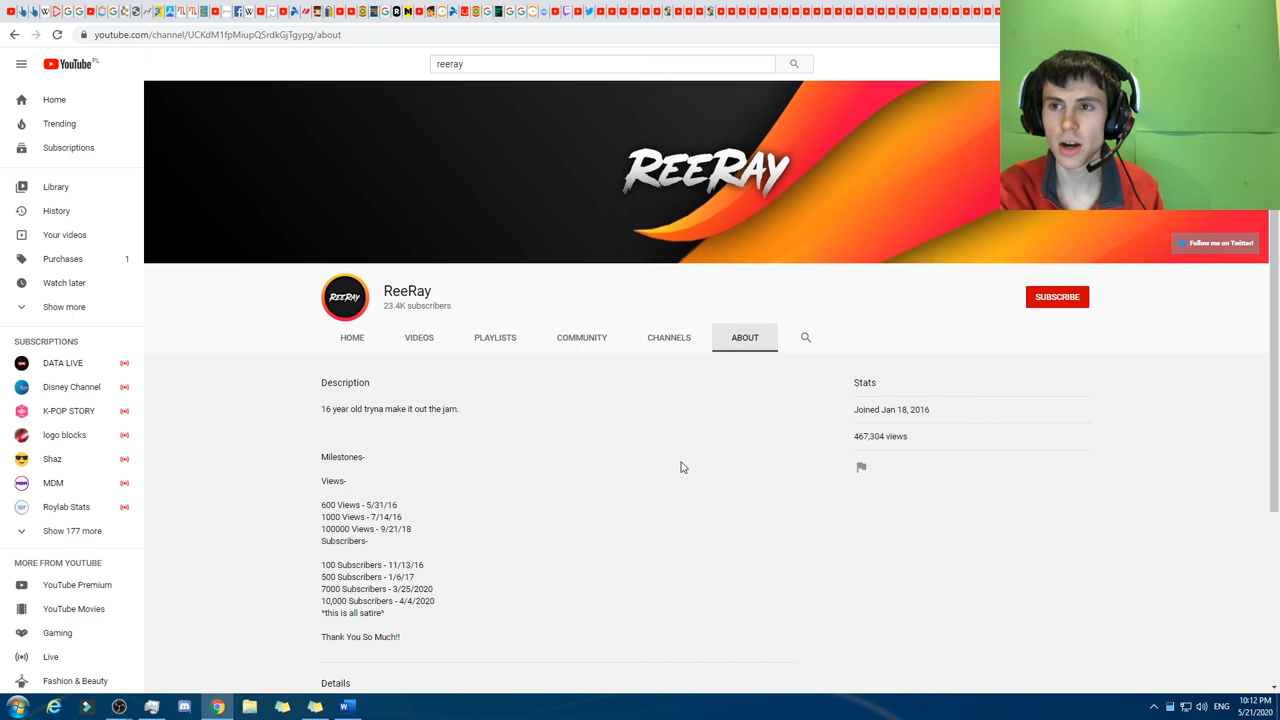 youtube.com/channel/UCKdM1fpMiupQSrdkGjTgypg/about
YouTube PL
reeray
Home
Trending
Subscriptions
Library
History
Your videos
Purchases 1
Watch later
Show more
SUBSCRIPTIONS
DATA LIVE
Disney Channel
K-POP STORY
logo blocks
Shaz
MDM
Roylab Stats
Show 177 more
MORE FROM YOUTUBE
YouTube Premium
YouTube Movies
Gaming
Live
Fashion & Beauty
REERAY
Follow me on Twitter!
REERAY
ReeRay
23.4K subscribers
SUBSCRIBE
HOME VIDEOS PLAYLISTS COMMUNITY CHANNELS ABOUT
Description
16 year old tryna make it out the jam.
Milestones-
Views-
600 Views - 5/31/16
1000 Views - 7/14/16
100000 Views - 9/21/18
Subscribers-
100 Subscribers - 11/13/16
500 Subscribers - 1/6/17
7000 Subscribers - 3/25/2020
10,000 Subscribers - 4/4/2020
*this is all satire*
Thank You So Much!!
Details
Stats
Joined Jan 18, 2016
467,304 views
ENG
10:12 PM
5/21/2020